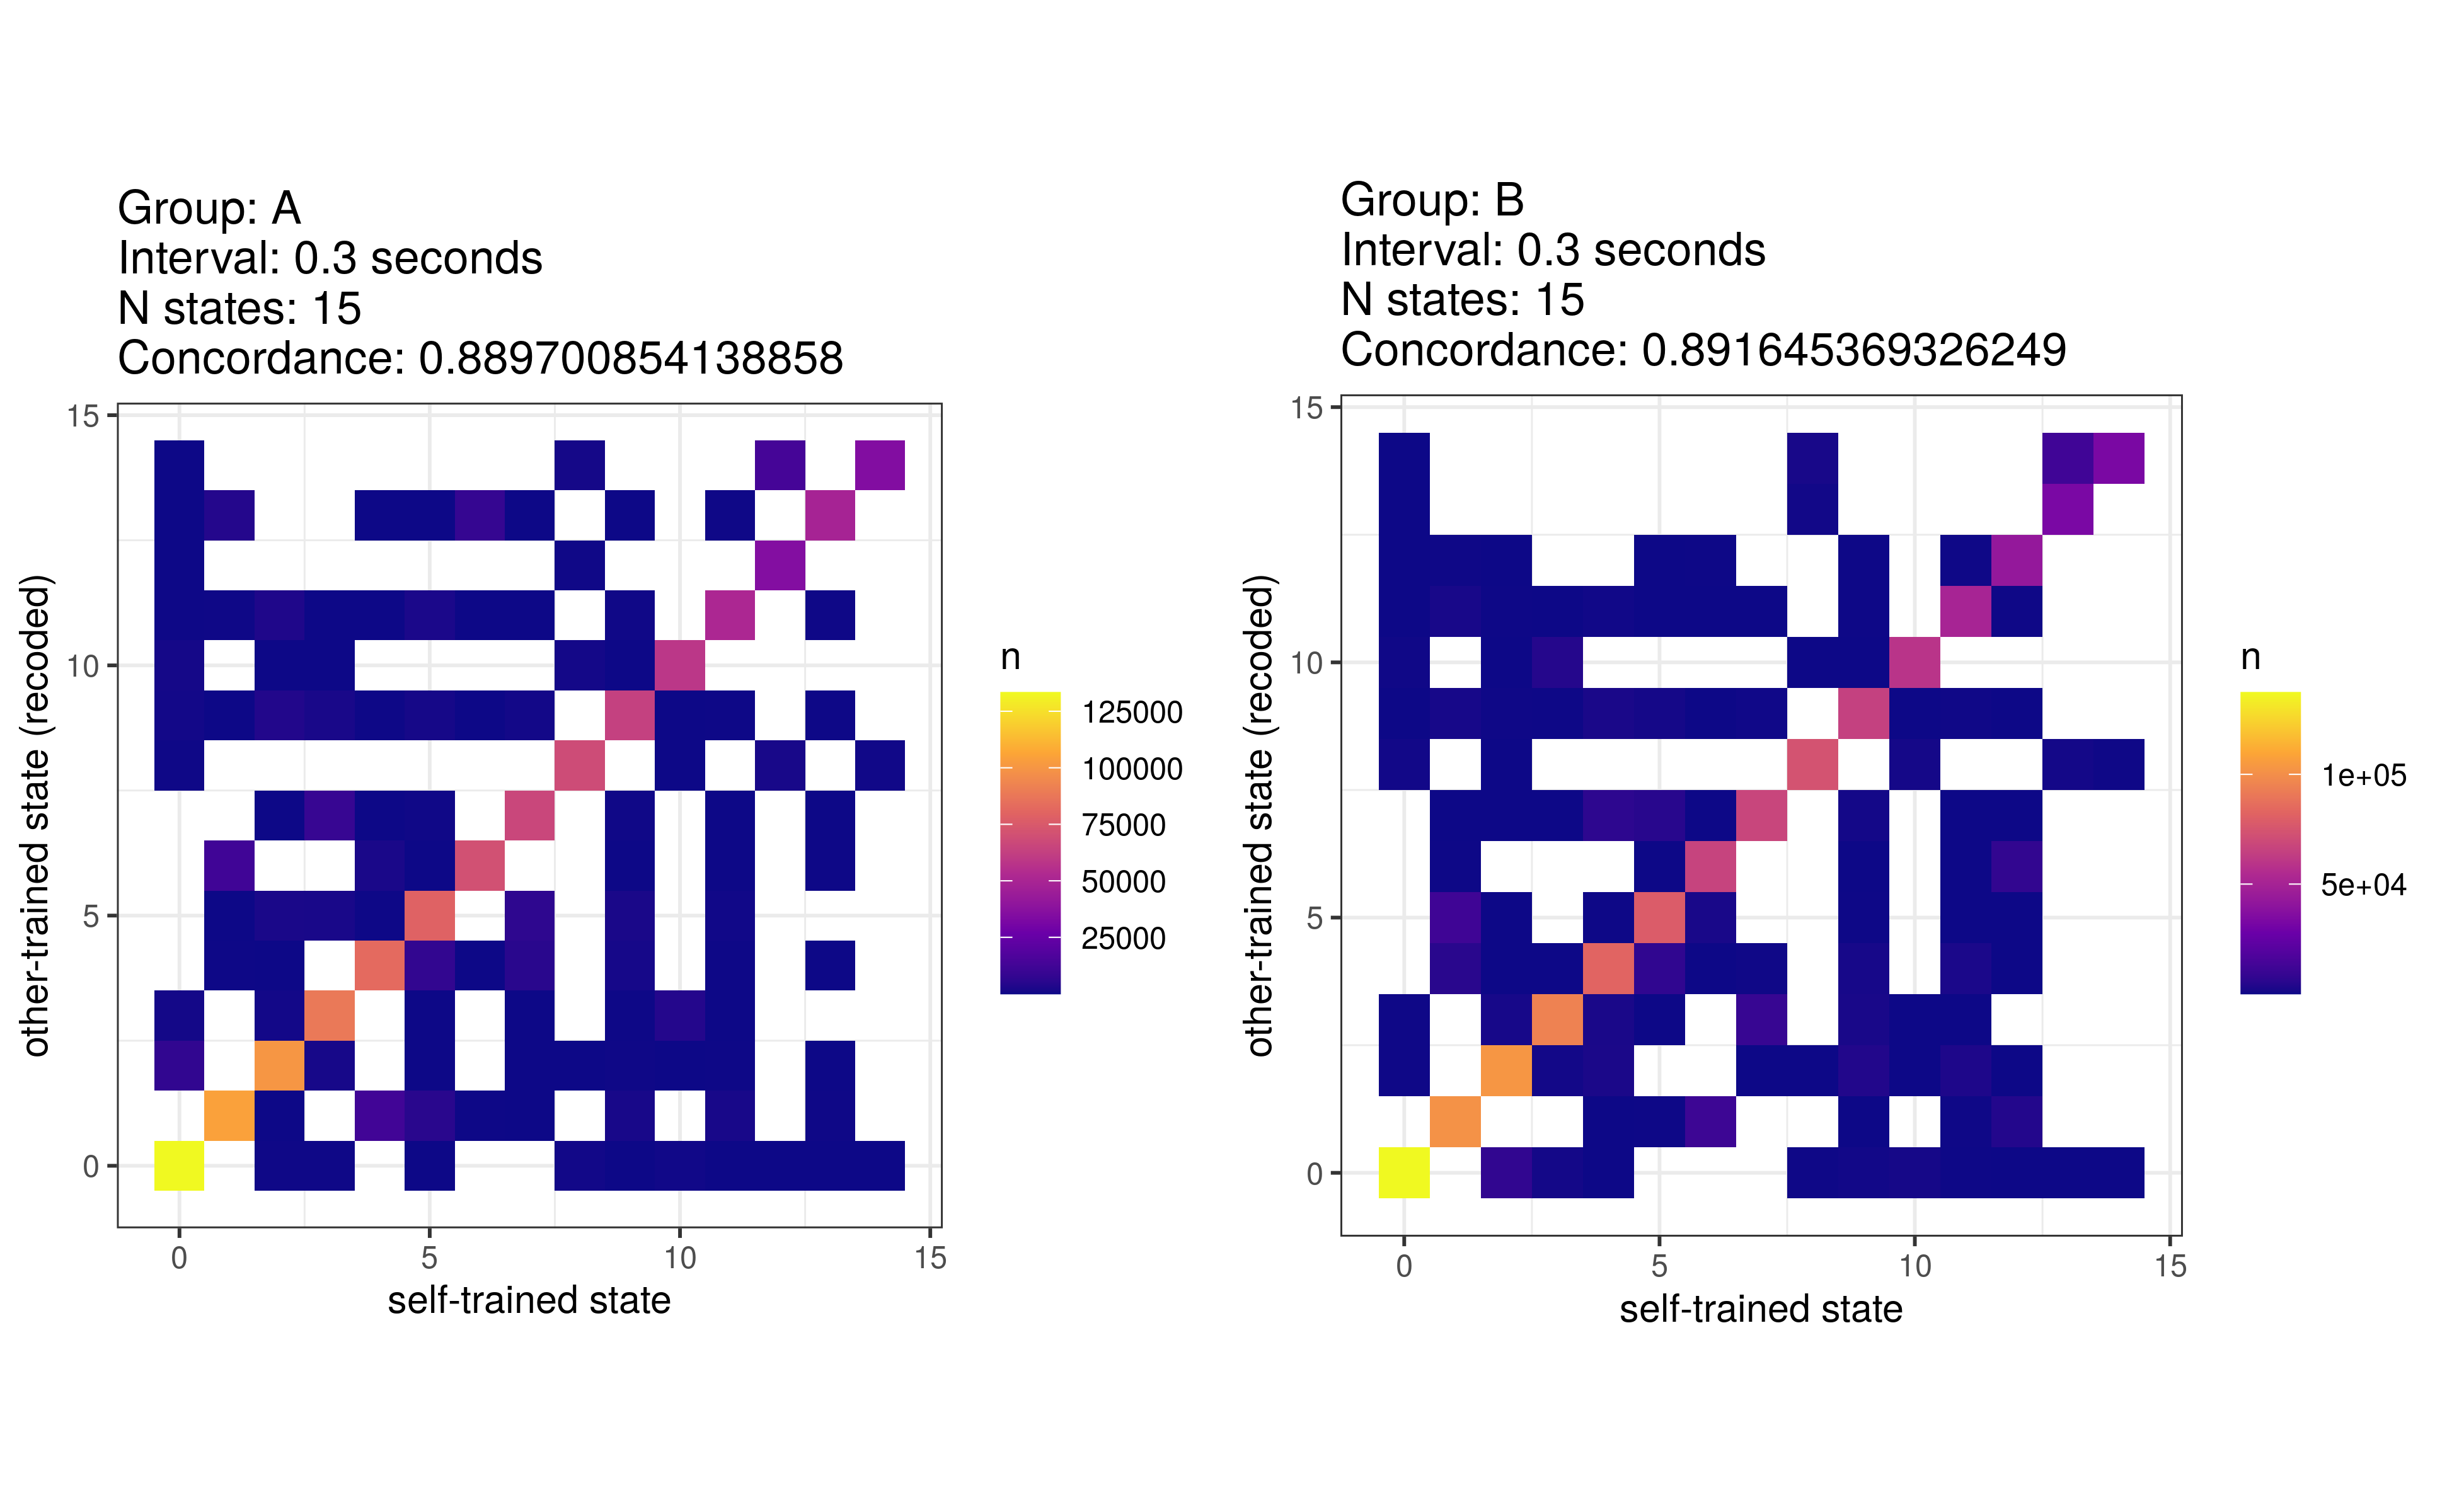 Group: A
Interval: 0.3 seconds
N states: 15
Concordance: 0.889700854138858
15
10
5
0
other-trained state (recoded)
0 5 10 15
self-trained state
n
125000
100000
75000
50000
25000
Group: B
Interval: 0.3 seconds
N states: 15
Concordance: 0.891645369326249
15
10
5
0
other-trained state (recoded)
0 5 10 15
self-trained state
n
1e+05
5e+04